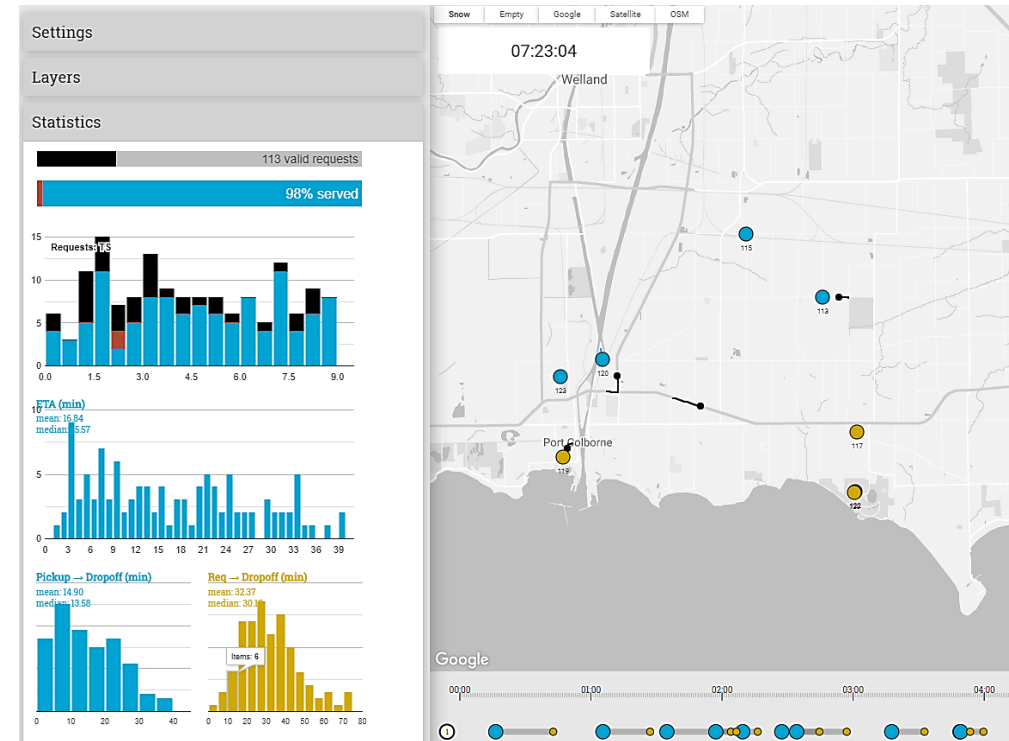 Settings
Layers
Statistics
113 valid requests
98% served
15
Requests: TS
10
5
0
0.0 1.5 3.0 4.5 6.0 7.5 9.0
ETA (min)
10
mean: 16.84
5
0
0 3 6 9 12 15 18 21 24 27 30 33 36 39
Pickup → Dropoff (min)
mean: 14.90
median: 13.58
0 10 20 30 40
Req → Dropoff (min)
mean: 32.37
Items: 6
0 10 20 30 40 50 60 70 80
Snow Empty Google Satellite OSM
07:23:04
Welland
115
113
120
123
Port Colborne
119
117
Google
00:00 01:00 02:00 03:00 04:00
1